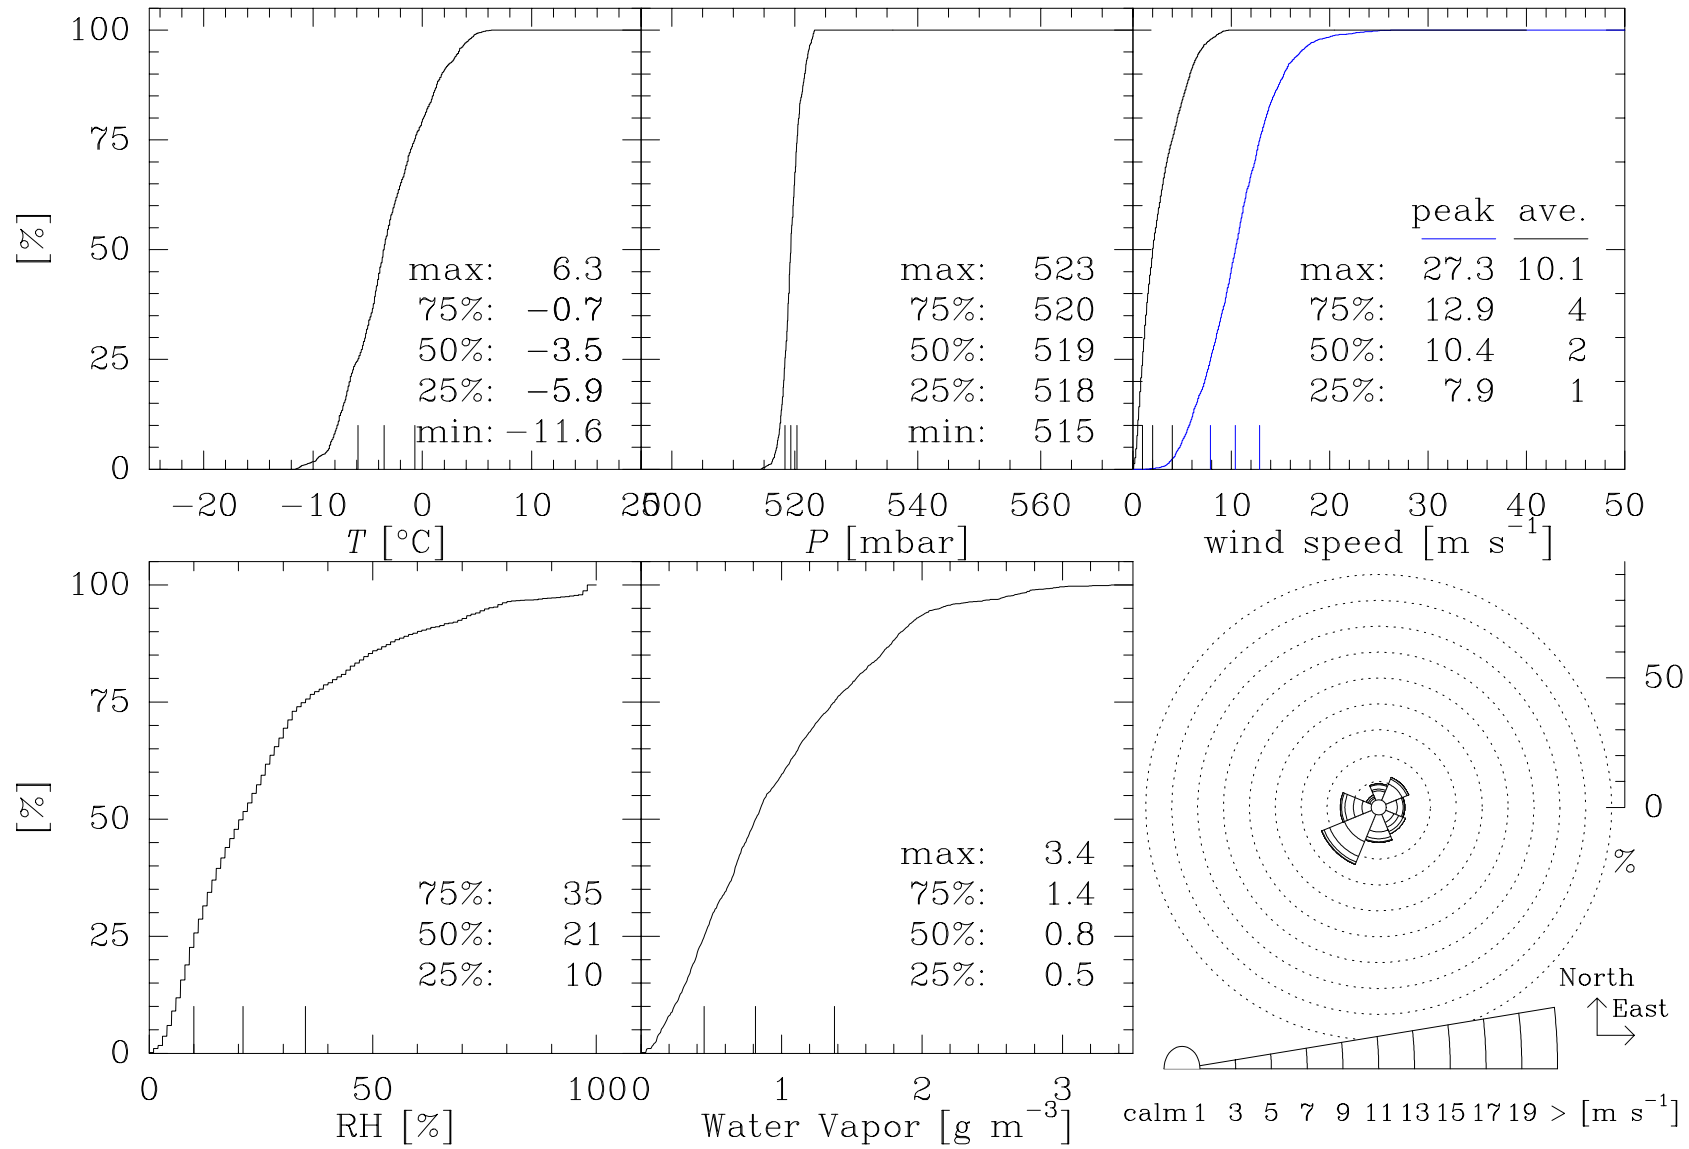 100
75
50
25
0
[%]
max: 6.3
75%: −0.7
50%: −3.5
25%: −5.9
min: −11.6
−20 −10 0 10 20
T [°C]
max: 523
75%: 520
50%: 519
25%: 518
min: 515
500 520 540 560
P [mbar]
peak ave.
max: 27.3 10.1
75%: 12.9 4
50%: 10.4 2
25%: 7.9 1
0 10 20 30 40 50
wind speed [m s−1]
100
75
50
25
0
[%]
75%: 35
50%: 21
25%: 10
0 50 100
RH [%]
max: 3.4
75%: 1.4
50%: 0.8
25%: 0.5
0 1 2 3
Water Vapor [g m−3]
50
0
%
North
East
calm 1 3 5 7 9 11 13 15 17 19 > [m s−1]